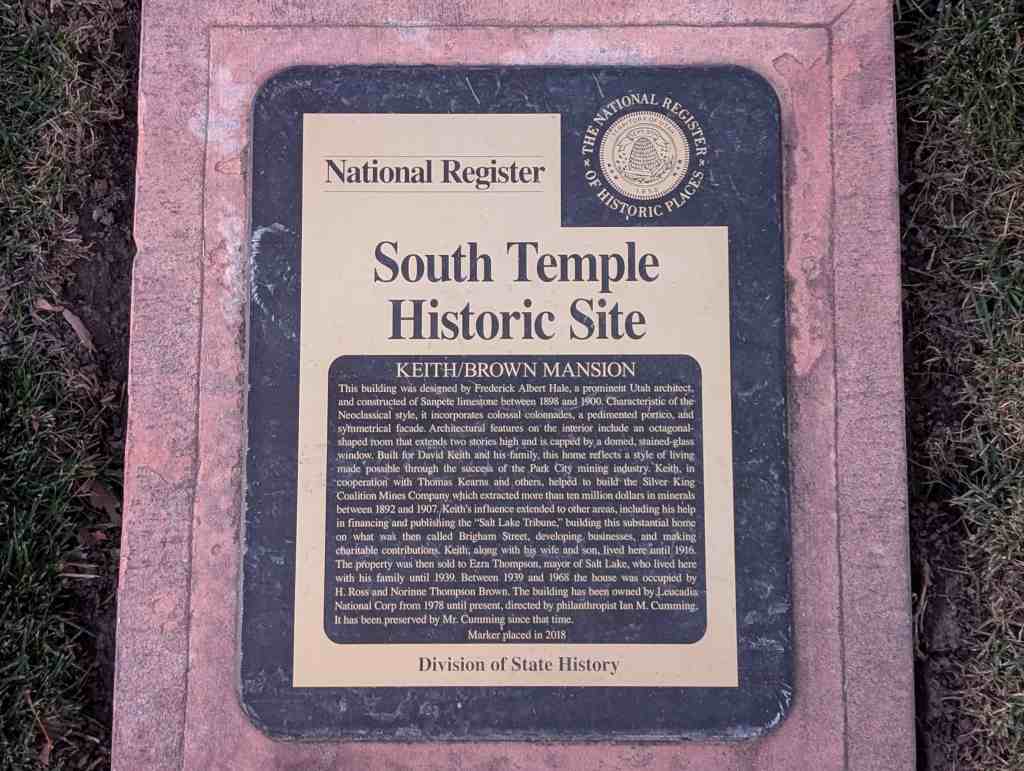 National Register
THE NATIONAL REGISTER
OF HISTORIC PLACES
South Temple
Historic Site
KEITH/BROWN MANSION
This building was designed by Frederick Albert Hale, a prominent Utah architect,
and constructed of Sanpete limestone between 1898 and 1900. Characteristic of the
Neoclassical style, it incorporates colossal colonnades, a pedimented portico, and
symmetrical facade. Architectural features on the interior include an octagonal-
shaped room that extends two stories high and is capped by a domed, stained-glass
window. Built for David Keith and his family, this home reflects a style of living
made possible through the success of the Park City mining industry. Keith, in
cooperation with Thomas Kearns and others, helped to build the Silver King
Coalition Mines Company which extracted more than ten million dollars in minerals
between 1892 and 1907. Keith's influence extended to other areas, including his help
in financing and publishing the "Salt Lake Tribune," building this substantial home
on what was then called Brigham Street, developing businesses, and making
charitable contributions. Keith, along with his wife and son, lived here until 1916.
The property was then sold to Ezra Thompson, mayor of Salt Lake, who lived here
with his family until 1939. Between 1939 and 1968 the house was occupied by
H. Ross and Norinne Thompson Brown. The building has been owned by Leucadia
National Corp from 1978 until present, directed by philanthropist Ian M. Cumming.
It has been preserved by Mr. Cumming since that time.
Marker placed in 2018
Division of State History